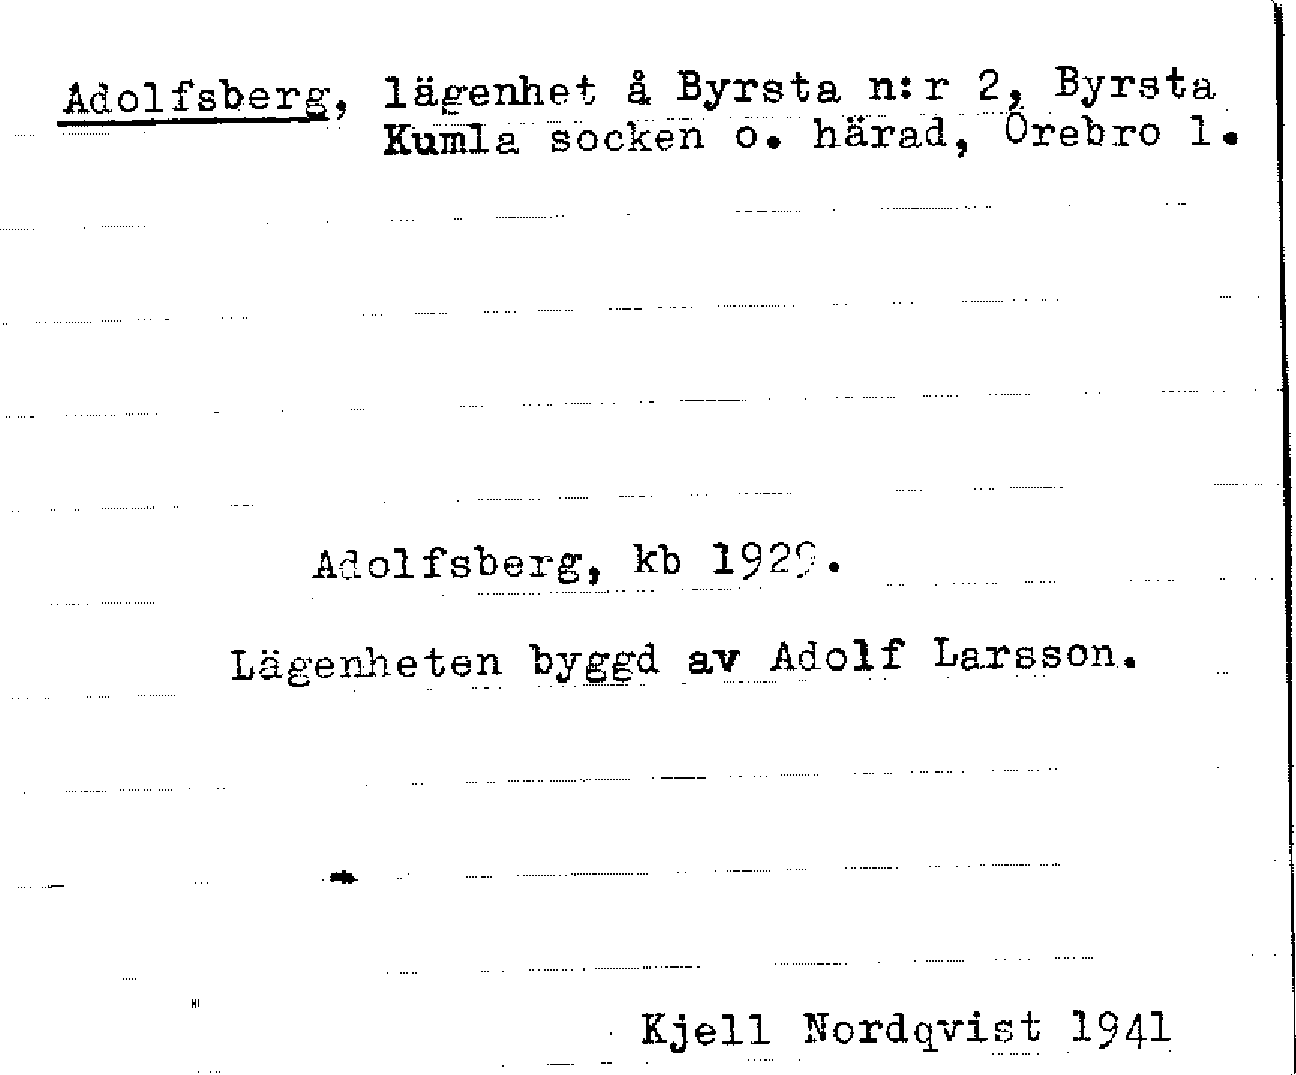 Adolfsberg, lägenhet å Byrsta n:r 2, Byrsta
Kumla socken o. härad, Örebro l.
Adolfsberg, kb 1929.
Lägenheten byggd av Adolf Larsson.
Kjell Nordqvist 1941